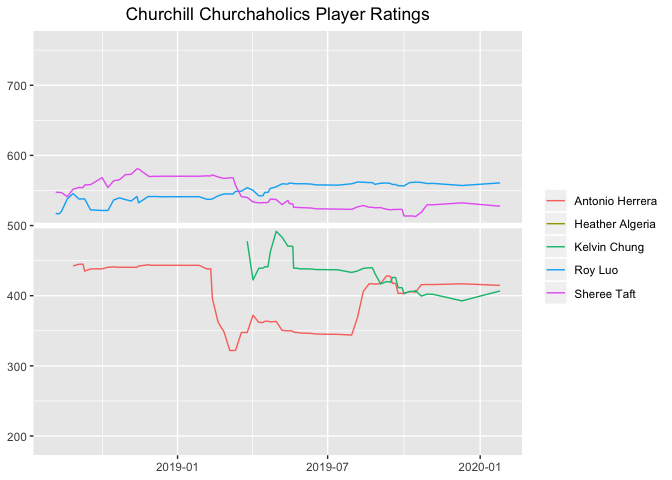 Churchill Churchaholics Player Ratings
700
600
500
400
300
200
2019-01
2019-07
2020-01
Antonio Herrera
Heather Algeria
Kelvin Chung
Roy Luo
Sheree Taft